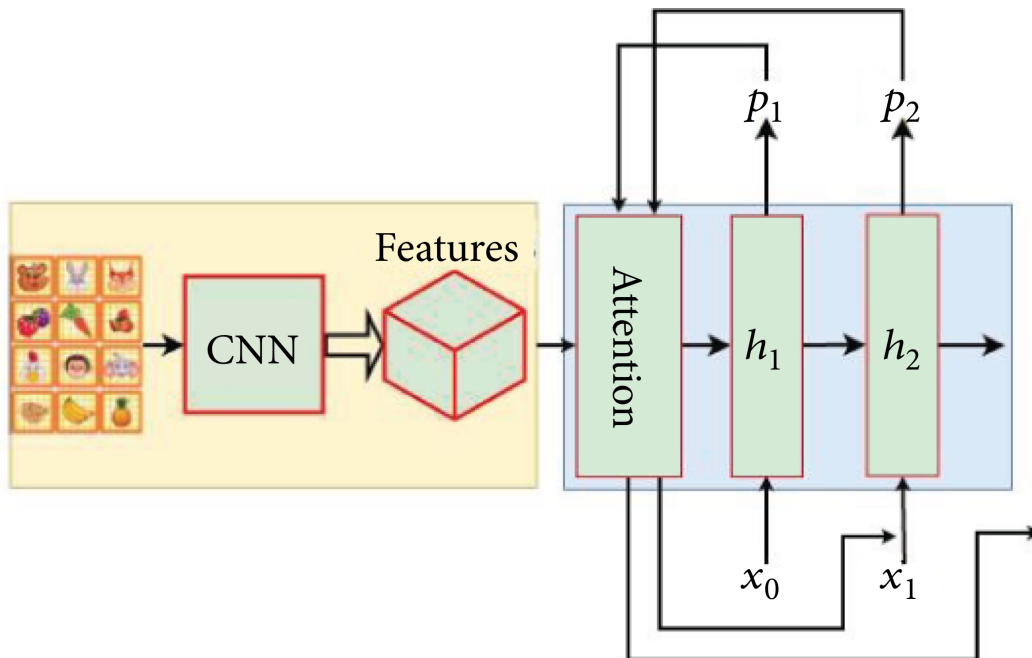 p₁ p₂
Features
CNN
Attention
h₁ h₂
x₀ x₁